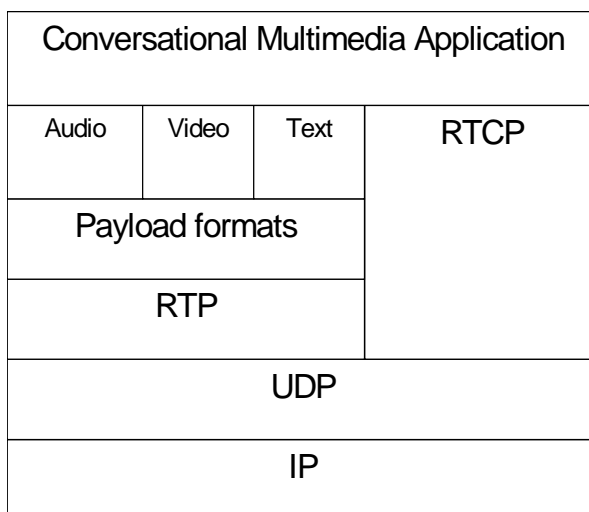 Conversational Multimedia Application
Audio
Video
Text
RTCP
Payload formats
RTP
UDP
IP